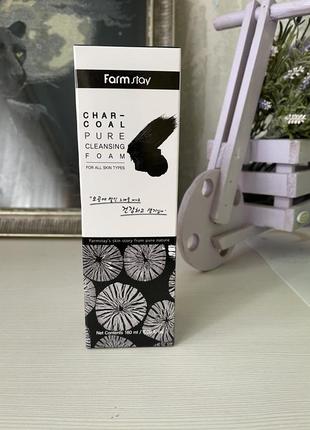 Farmstay
CHAR-
COAL
PURE
CLEANSING
FOAM
FOR ALL SKIN TYPES
Farmstay's skin story from pure nature
Net Contents 180 ml /